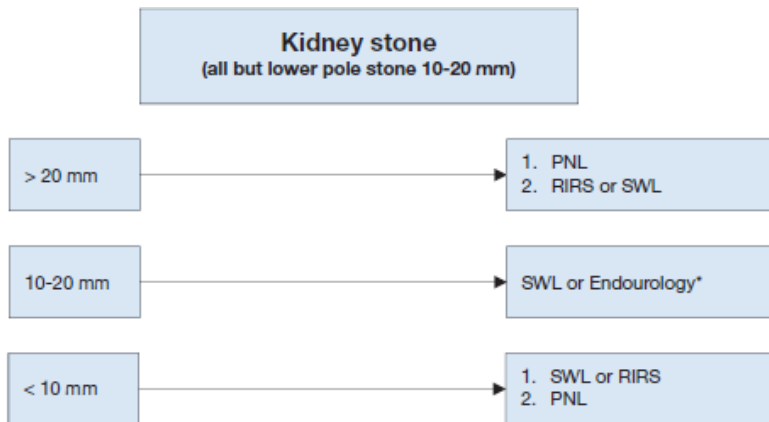 Kidney stone
(all but lower pole stone 10-20 mm)
> 20 mm
1. PNL
2. RIRS or SWL
10-20 mm
SWL or Endourology*
< 10 mm
1. SWL or RIRS
2. PNL